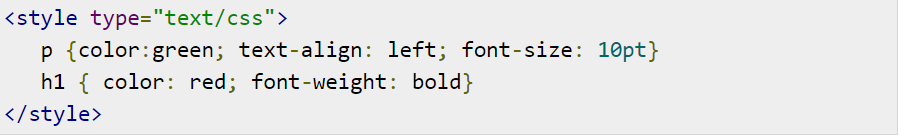 <style type="text/css">
   p {color:green; text-align: left; font-size: 10pt}
   h1 { color: red; font-weight: bold}
</style>